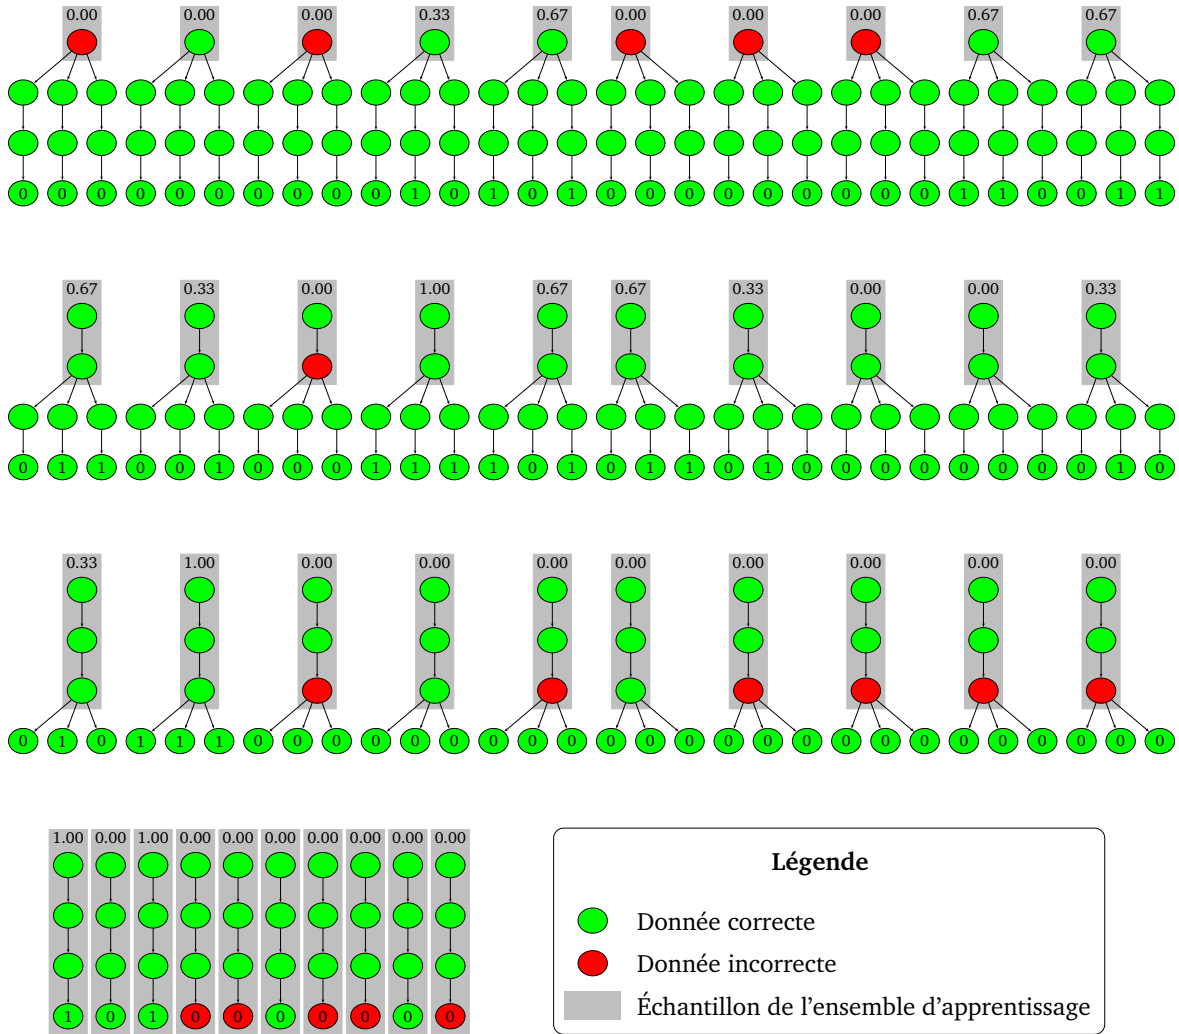 0.00 0.00 0.00 0.33 0.67 0.00 0.00 0.00 0.67 0.67
0 0 0 0 0 0 0 0 0 0 1 0 1 0 1 0 0 0 0 0 0 0 0 0 1 1 0 0 1 1
0.67 0.33 0.00 1.00 0.67 0.67 0.33 0.00 0.00 0.33
0 1 1 0 0 1 0 0 0 1 1 1 1 0 1 0 1 1 0 1 0 0 0 0 0 0 0 0 1 0
0.33 1.00 0.00 0.00 0.00 0.00 0.00 0.00 0.00 0.00
0 1 0 1 1 1 0 0 0 0 0 0 0 0 0 0 0 0 0 0 0 0 0 0 0 0 0 0 0 0
1.00 0.00 1.00 0.00 0.00 0.00 0.00 0.00 0.00 0.00
1 0 1 0 0 0 0 0 0 0
Légende
Donnée correcte
Donnée incorrecte
Échantillon de l'ensemble d'apprentissage